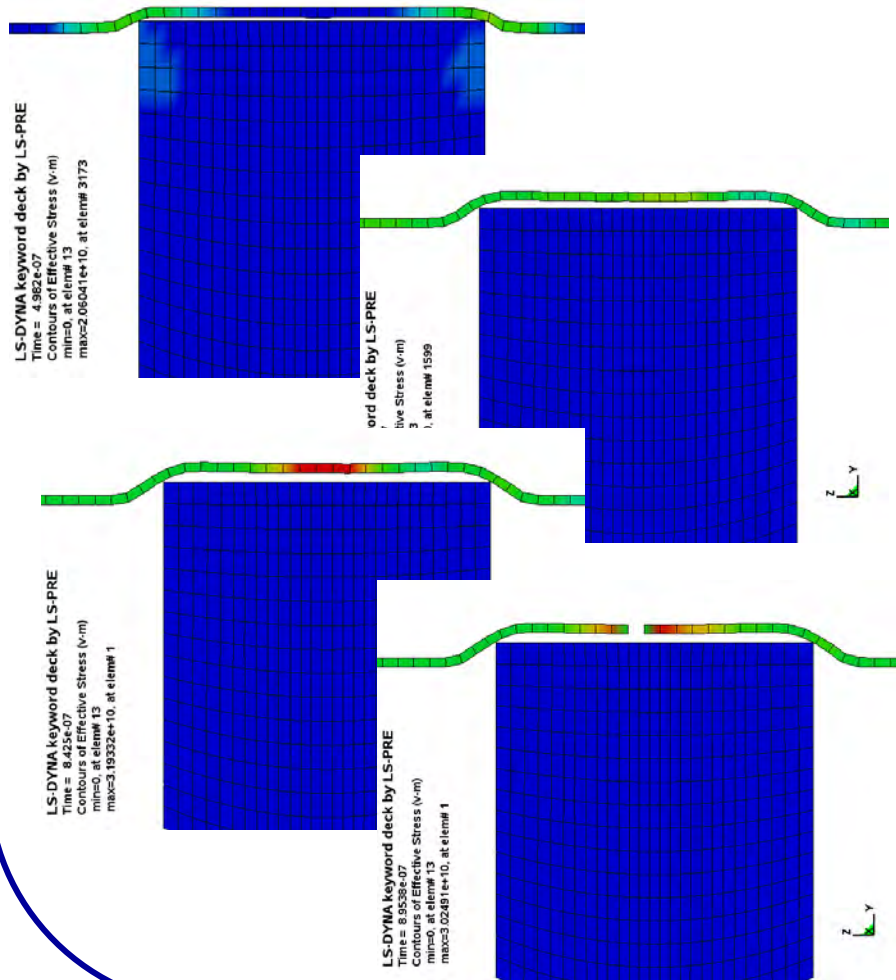 LS-DYNA keyword deck by LS-PRE
Time = 4.982e-07
Contours of Effective Stress (v-m)
min=0, at elem# 13
max=2.06041e+10, at elem# 3173
ord deck by LS-PRE
7
tive Stress (v-m)
3
), at elem# 1599
Z
X
Y
LS-DYNA keyword deck by LS-PRE
Time = 8.425e-07
Contours of Effective Stress (v-m)
min=0, at elem# 13
max=3.19332e+10, at elem# 1
LS-DYNA keyword deck by LS-PRE
Time = 8.9538e-07
Contours of Effective Stress (v-m)
min=0, at elem# 13
max=3.02491e+10, at elem# 1
Z
X
Y